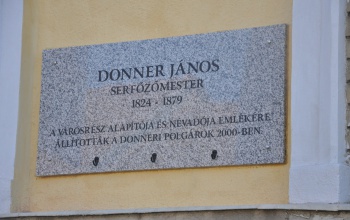 DONNER JÁNOS
SERFŐZŐMESTER
1824 - 1879
A VÁROSRÉSZ ALAPÍTÓJA ÉS NÉVADÓJA EMLÉKÉRE
ÁLLÍTOTTÁK A DONNERI POLGÁROK 2000-BEN.